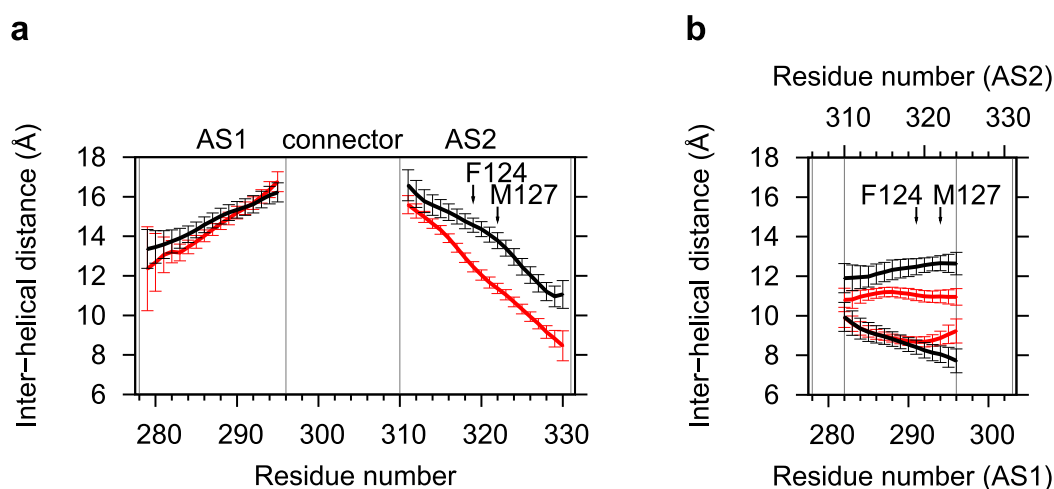 a
AS1 connector AS2
Inter−helical distance (Å)
18
16
14
12
10
8
6
F124
M127
280 290 300 310 320 330
Residue number
b
Residue number (AS2)
310 320 330
Inter−helical distance (Å)
18
16
14
12
10
8
6
F124 M127
280 290 300
Residue number (AS1)